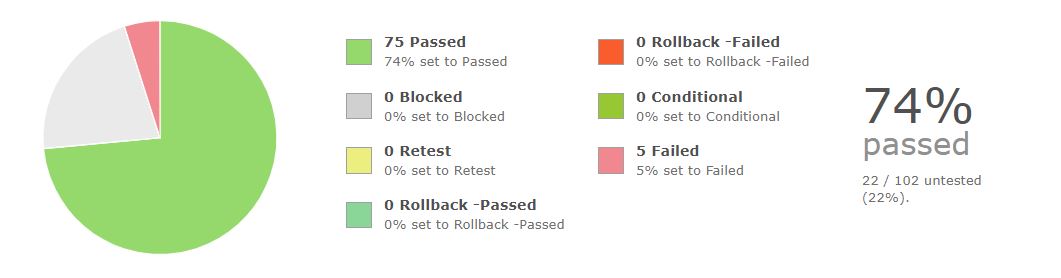 75 Passed
74% set to Passed
0 Blocked
0% set to Blocked
0 Retest
0% set to Retest
0 Rollback -Passed
0% set to Rollback -Passed
0 Rollback -Failed
0% set to Rollback -Failed
0 Conditional
0% set to Conditional
5 Failed
5% set to Failed
74%
passed
22 / 102 untested
(22%).